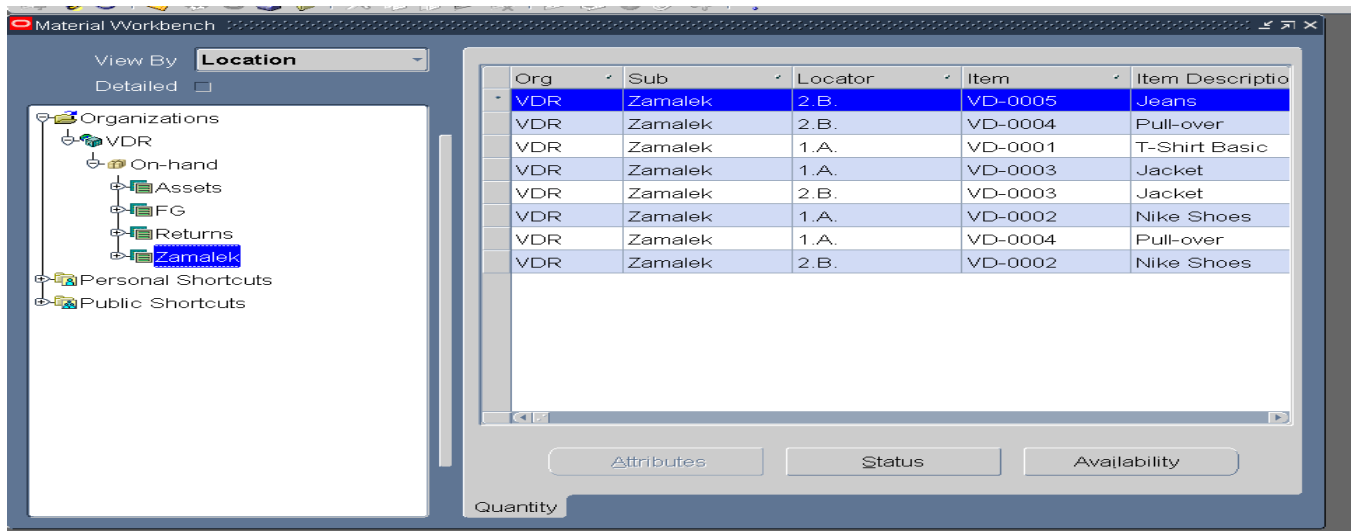 Material Workbench
View By Location
Detailed
Organizations
VDR
On-hand
Assets
FG
Returns
Zamalek
Personal Shortcuts
Public Shortcuts
Org Sub Locator Item Item Descriptio
VDR Zamalek 2.B. VD-0005 Jeans
VDR Zamalek 2.B. VD-0004 Pull-over
VDR Zamalek 1.A. VD-0001 T-Shirt Basic
VDR Zamalek 1.A. VD-0003 Jacket
VDR Zamalek 2.B. VD-0003 Jacket
VDR Zamalek 1.A. VD-0002 Nike Shoes
VDR Zamalek 1.A. VD-0004 Pull-over
VDR Zamalek 2.B. VD-0002 Nike Shoes
Attributes Status Availability
Quantity